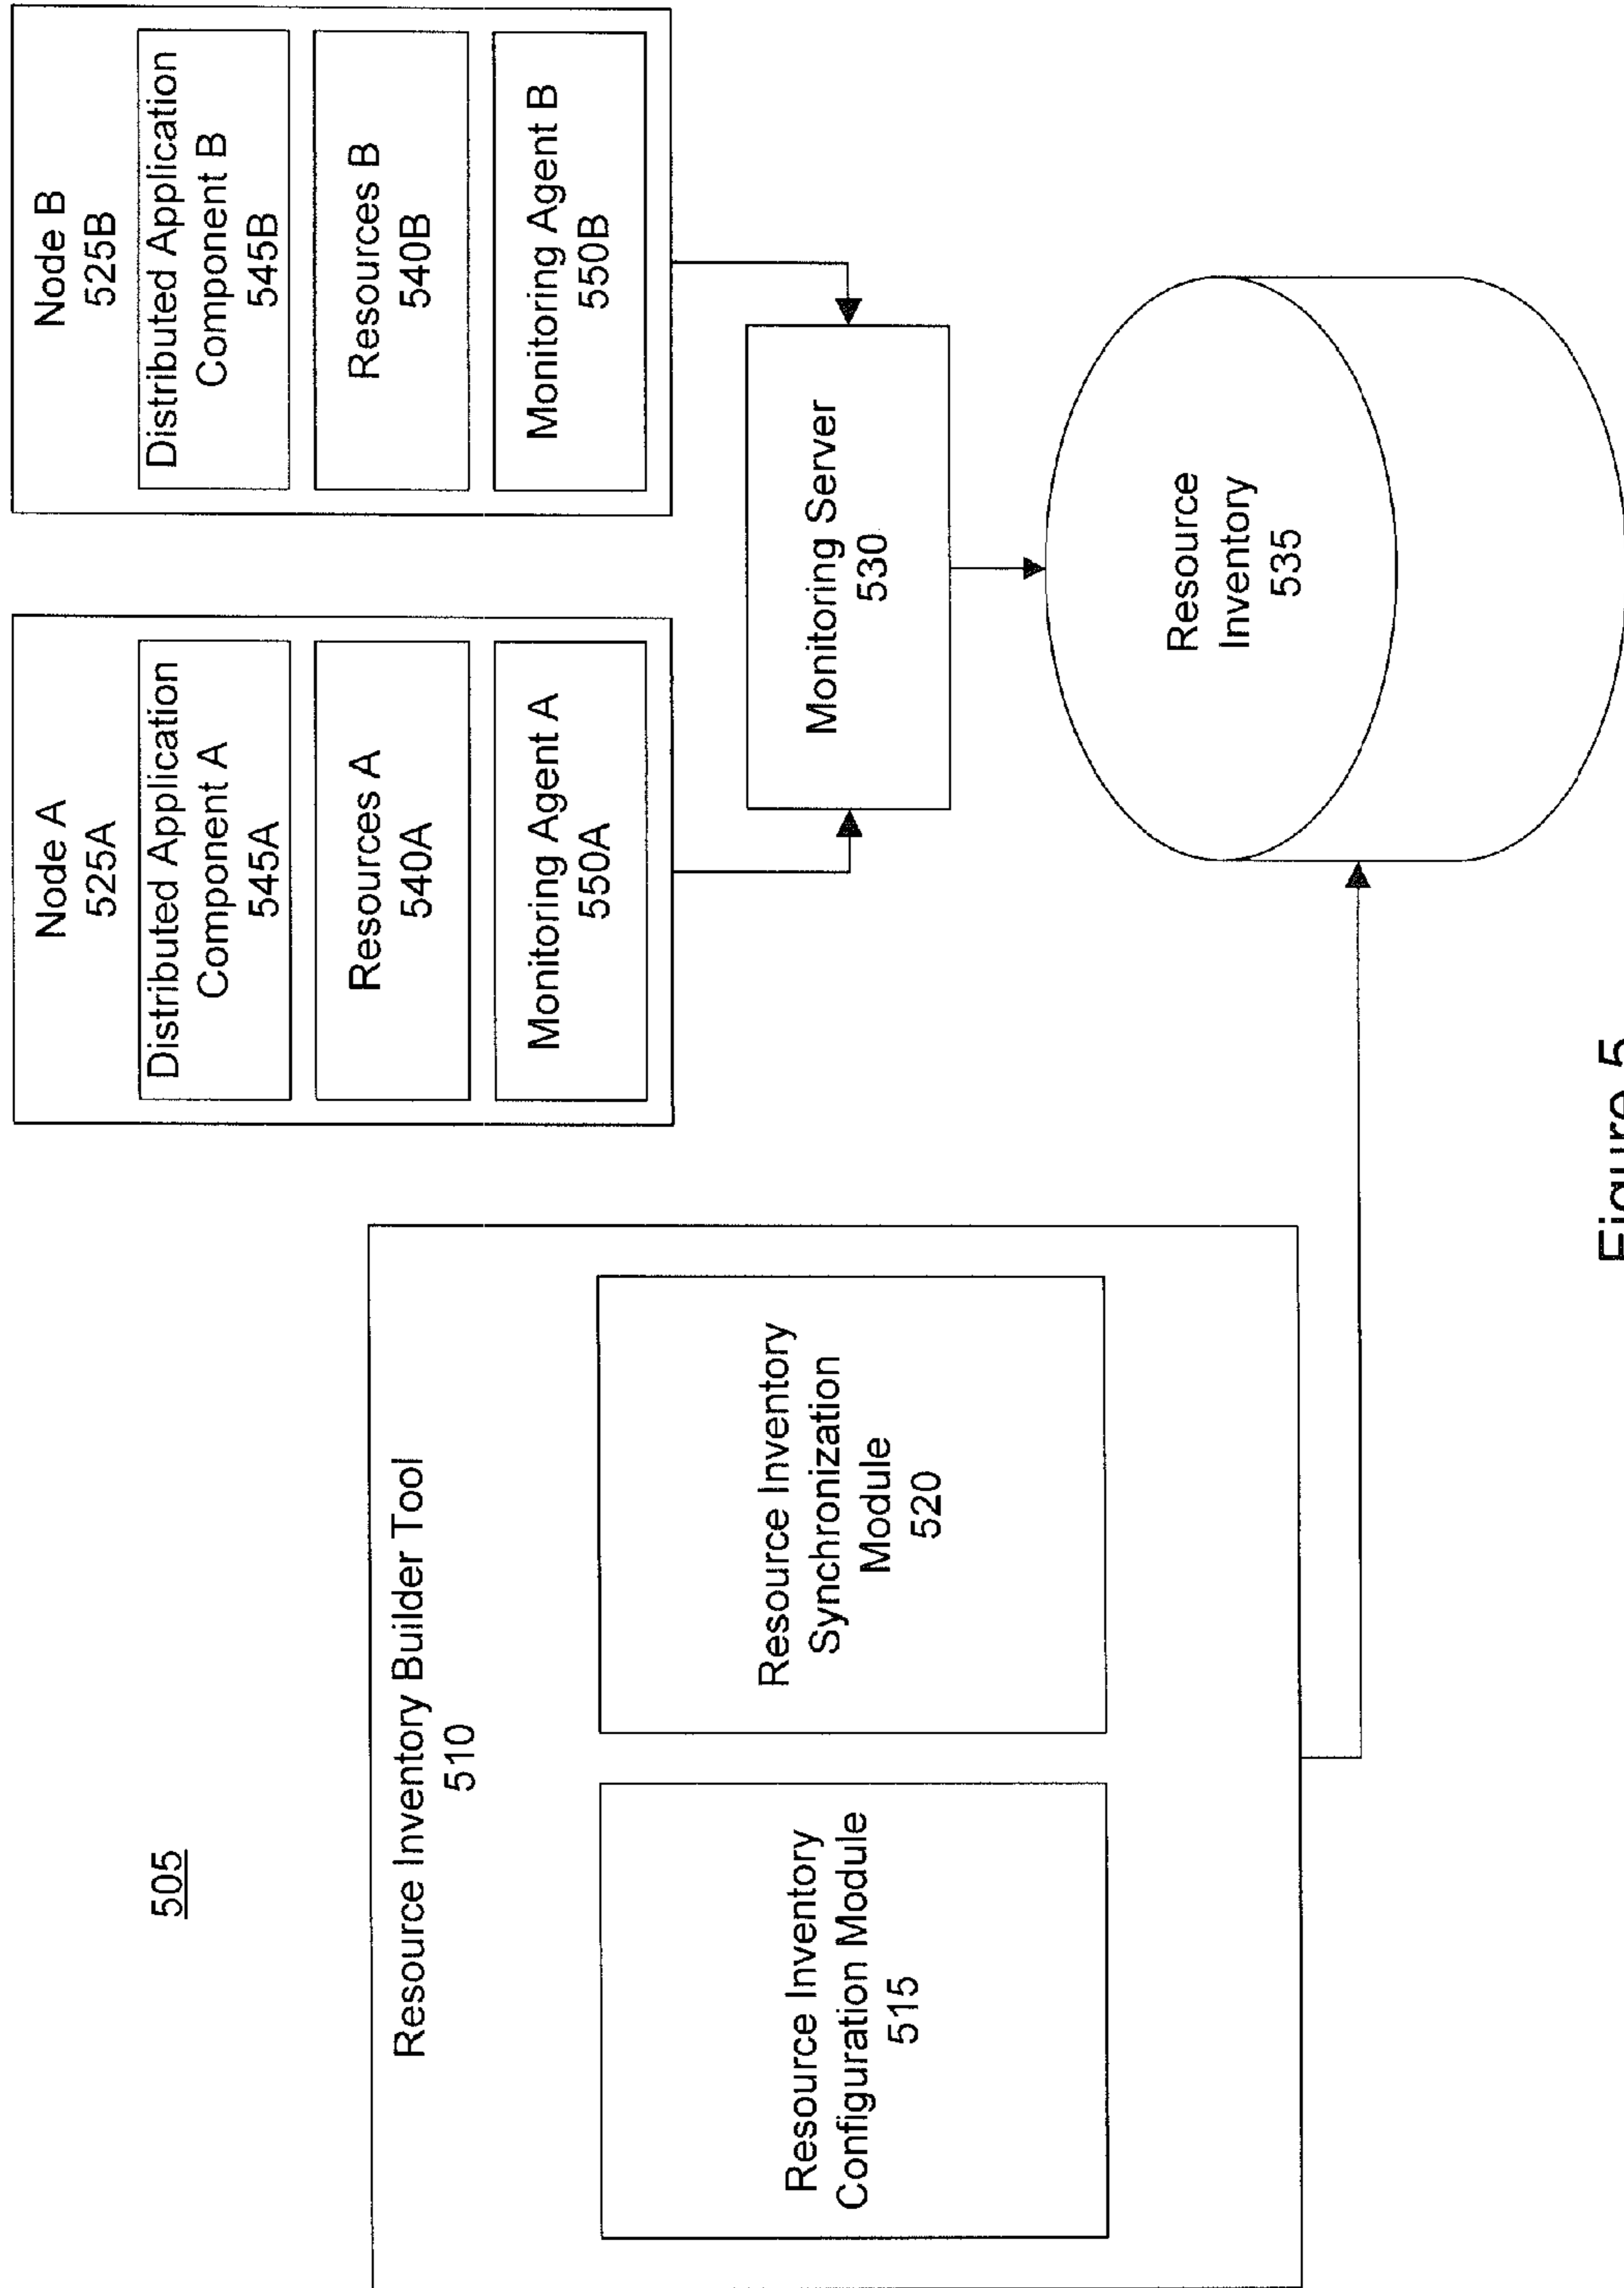 505
Resource Inventory Builder Tool
510
Resource Inventory
Configuration Module
515
Resource Inventory
Synchronization
Module
520
Node A
525A
Distributed Application
Component A
545A
Resources A
540A
Monitoring Agent A
550A
Node B
525B
Distributed Application
Component B
545B
Resources B
540B
Monitoring Agent B
550B
Monitoring Server
530
Resource
Inventory
535
Figure 5